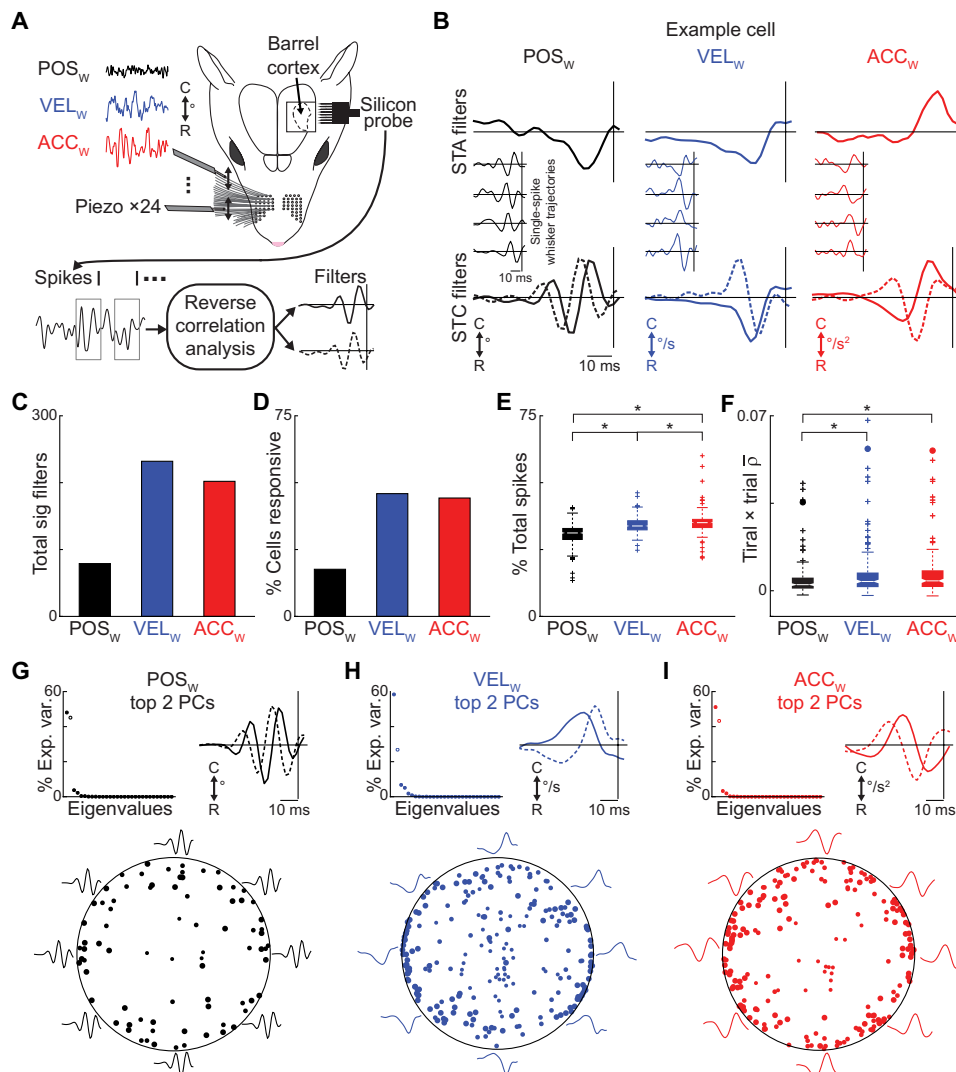 A
POSW
VELW
ACCW
C
°
R
Barrel
cortex
Silicon
probe
Piezo ×24
Spikes
Reverse
correlation
analysis
Filters
B
Example cell
POSW
VELW
ACCW
STA filters
Single-spike
whisker trajectories
10 ms
STC filters
C
°
R
10 ms
C
°/s
R
C
°/s²
R
C
300
Total sig filters
0
POSW
VELW
ACCW
D
75
% Cells responsive
0
POSW
VELW
ACCW
E
75
% Total spikes
0
*
*
*
POSW
VELW
ACCW
F
0.07
Tiral × trial ρ̅
0
*
*
POSW
VELW
ACCW
G
POSW
top 2 PCs
60
% Exp. var.
0
Eigenvalues
C
°
R
10 ms
H
VELW
top 2 PCs
60
% Exp. var.
0
Eigenvalues
C
°/s
R
10 ms
I
ACCW
top 2 PCs
60
% Exp. var.
0
Eigenvalues
C
°/s²
R
10 ms